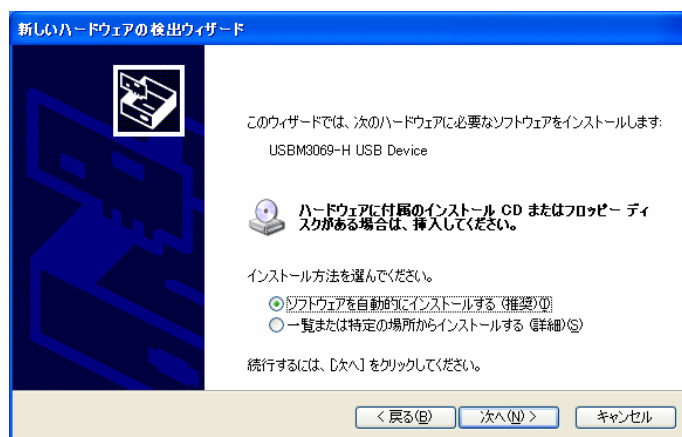 新しいハードウェアの検出ウィザード
このウィザードでは、次のハードウェアに必要なソフトウェアをインストールします:
USBM3069-H USB Device
ハードウェアに付属のインストール CD またはフロッピー ディ
スクがある場合は、挿入してください。
インストール方法を選んでください。
ソフトウェアを自動的にインストールする (推奨)(I)
一覧または特定の場所からインストールする (詳細)(S)
続行するには、[次へ] をクリックしてください。
< 戻る(B) 次へ(N) > キャンセル